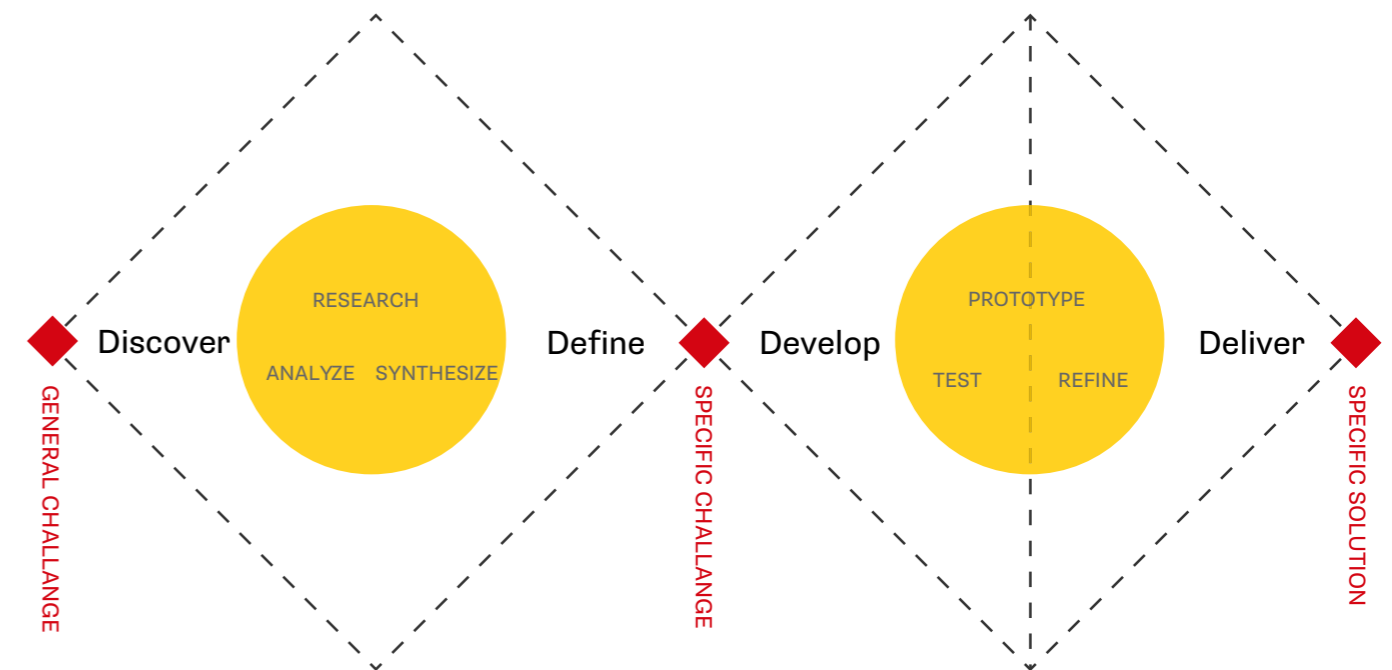 RESEARCH
ANALYZE SYNTHESIZE
Discover
Define
PROTOTYPE
TEST REFINE
Develop
Deliver
GENERAL CHALLANGE
SPECIFIC CHALLANGE
SPECIFIC SOLUTION